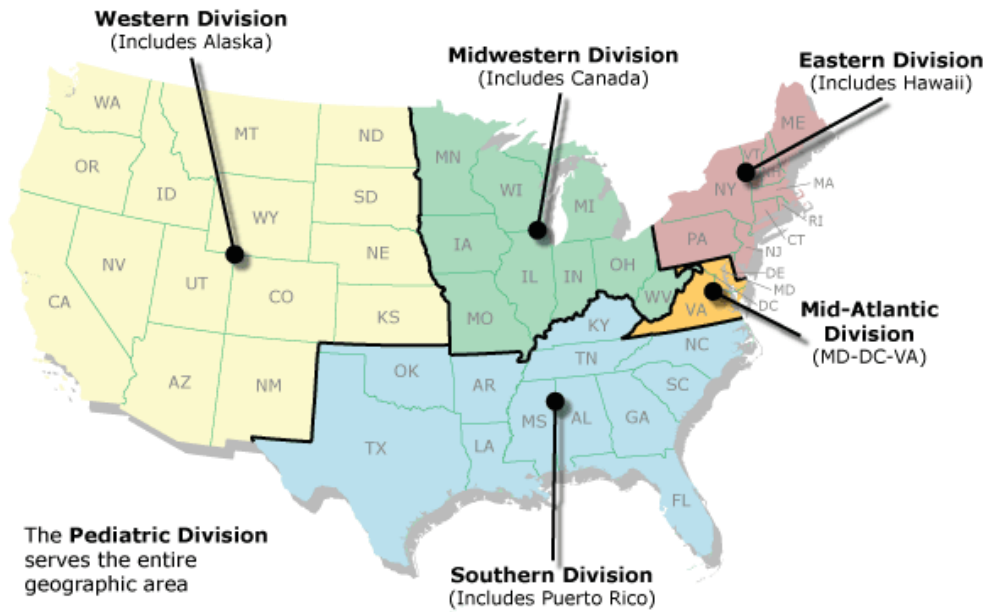 Western Division
(Includes Alaska)
Midwestern Division
(Includes Canada)
Eastern Division
(Includes Hawaii)
WA
MT
ND
MN
ME
VT
NH
OR
ID
SD
WI
MI
NY
MA
WY
RI
IA
PA
CT
NV
NE
NJ
UT
CO
IL
IN
OH
DE
CA
WV
MD
DC
KS
MO
VA
Mid-Atlantic
Division
(MD-DC-VA)
KY
NC
TN
AZ
NM
OK
AR
SC
MS
AL
GA
TX
LA
FL
The Pediatric Division
serves the entire
geographic area
Southern Division
(Includes Puerto Rico)